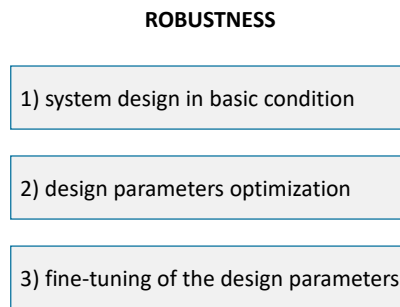 ROBUSTNESS
1) system design in basic condition
2) design parameters optimization
3) fine-tuning of the design parameters